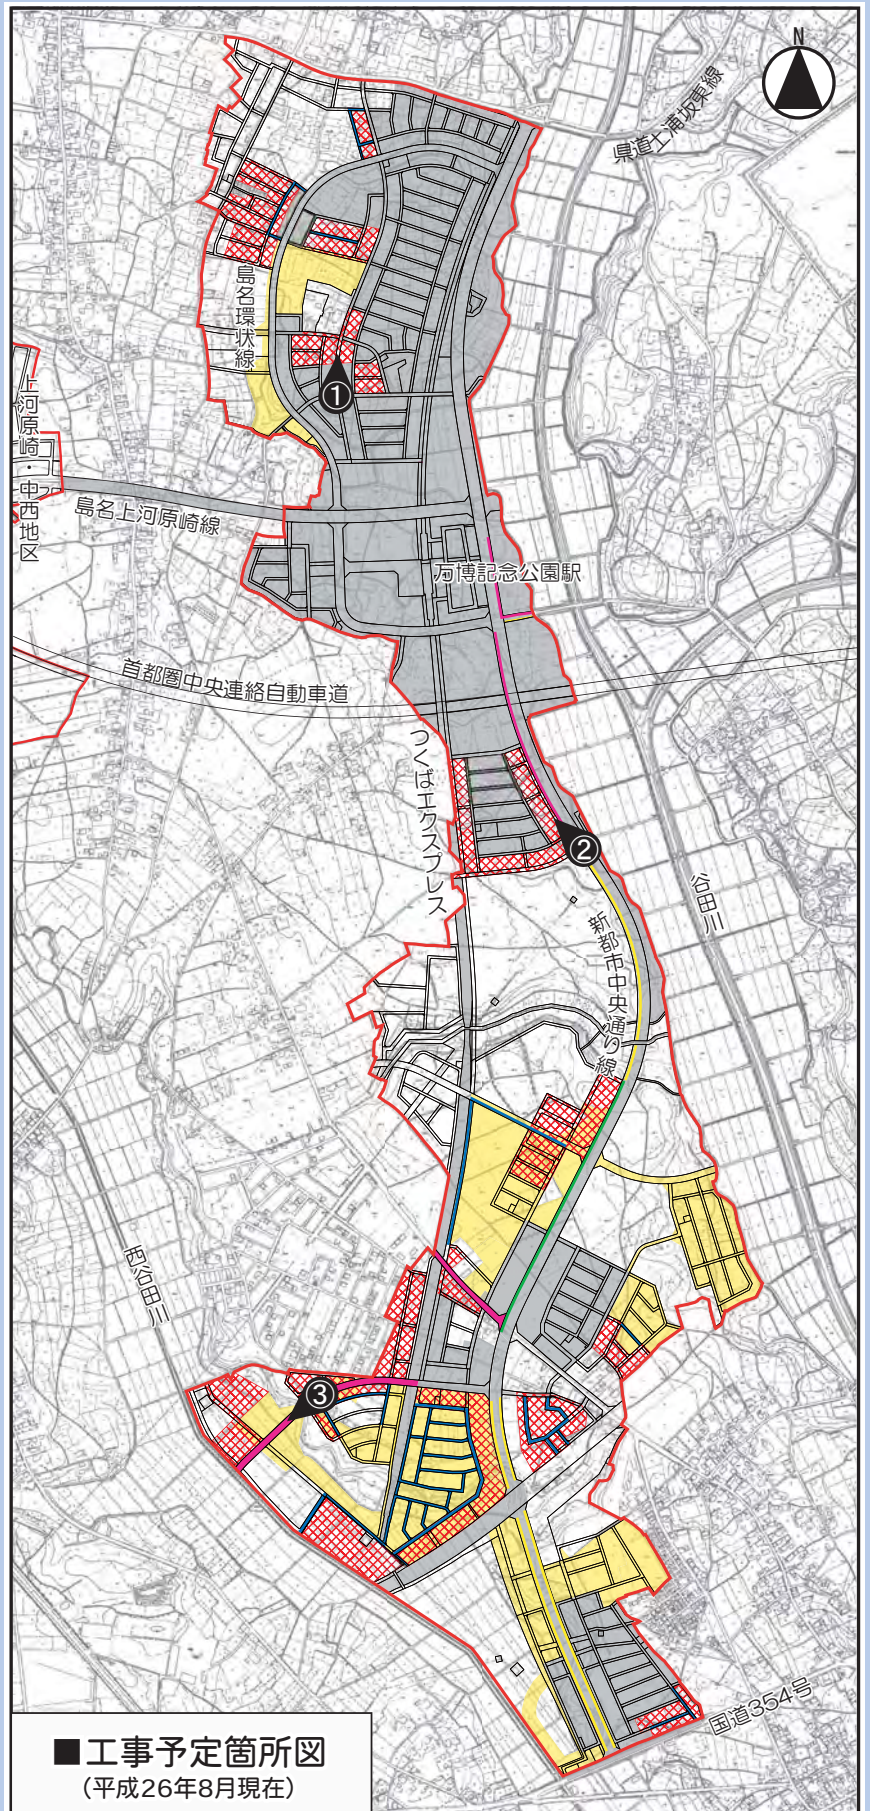 N
県道土浦坂東線
島名環状線
①
上河原崎・中西地区
島名上河原崎線
万博記念公園駅
首都圏中央連絡自動車道
つくばエクスプレス
②
谷田川
新都市中央通り線
西谷田川
③
国道354号
■工事予定箇所図
(平成26年8月現在)